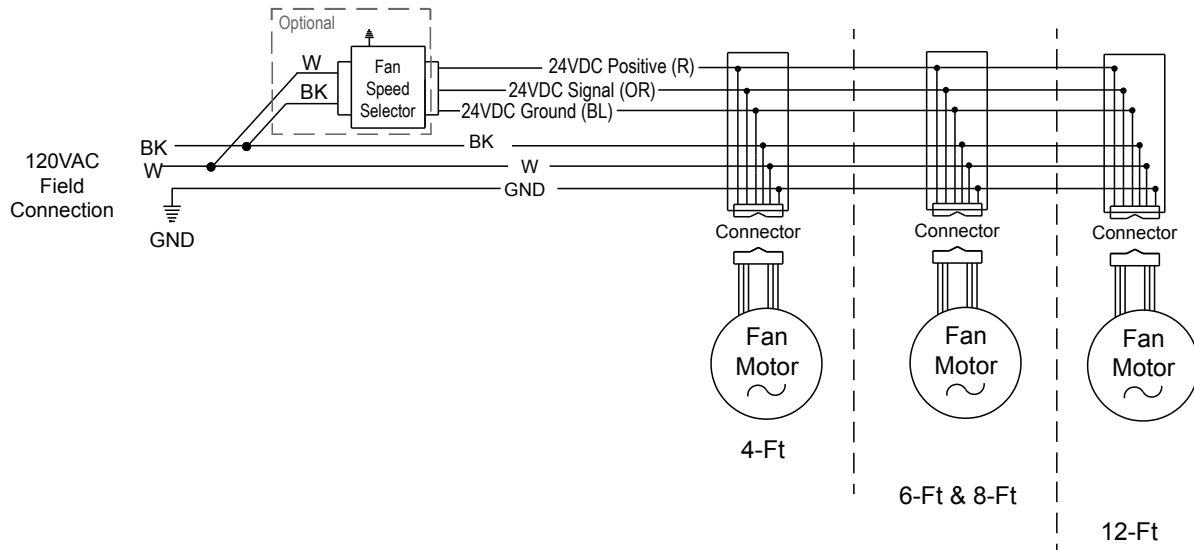 Optional
W
BK
Fan
Speed
Selector
24VDC Positive (R)
24VDC Signal (OR)
24VDC Ground (BL)
120VAC
Field
Connection
BK
W
GND
BK
W
GND
Connector
Connector
Connector
Fan
Motor
Fan
Motor
Fan
Motor
4-Ft
6-Ft & 8-Ft
12-Ft